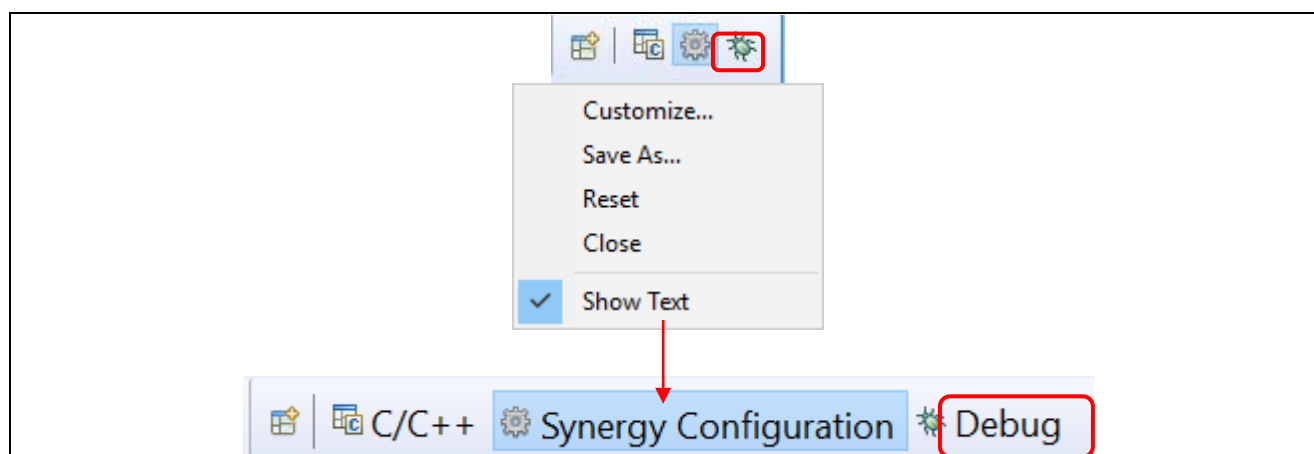 Customize...
Save As...
Reset
Close
Show Text
C/C++ Synergy Configuration Debug